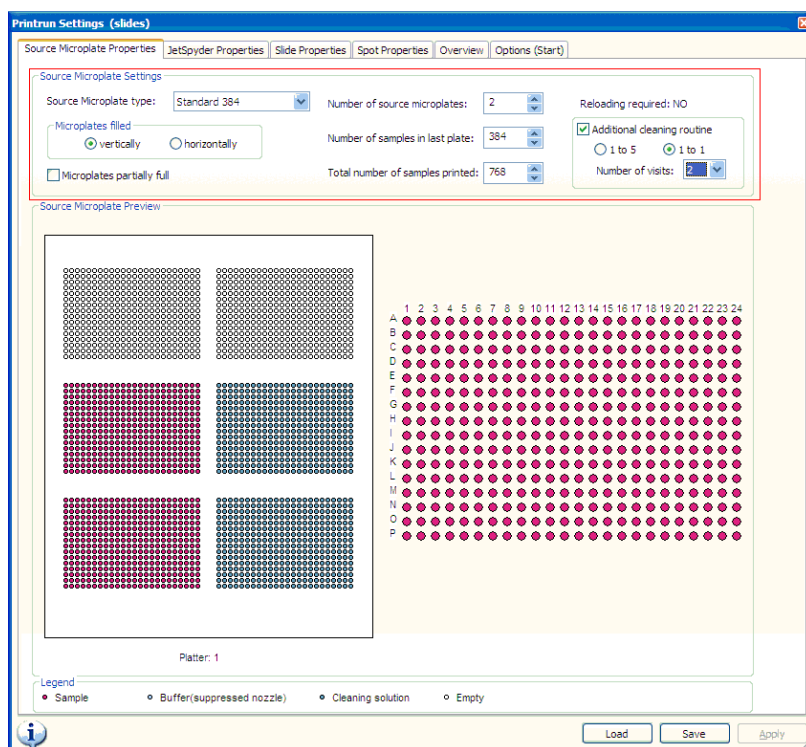 Printrun Settings (slides)
Source Microplate Properties JetSpyder Properties Slide Properties Spot Properties Overview Options (Start)
Source Microplate Settings
Source Microplate type: Standard 384 Number of source microplates: 2 Reloading required: NO
Microplates filled
vertically horizontally
Number of samples in last plate: 384
Additional cleaning routine
1 to 5 1 to 1
Microplates partially full
Total number of samples printed: 768
Number of visits: 2
Source Microplate Preview
1 2 3 4 5 6 7 8 9 10 11 12 13 14 15 16 17 18 19 20 21 22 23 24
A
B
C
D
E
F
G
H
I
J
K
L
M
N
O
P
Platter: 1
Legend
Sample Buffer(suppressed nozzle) Cleaning solution Empty
Load Save Apply